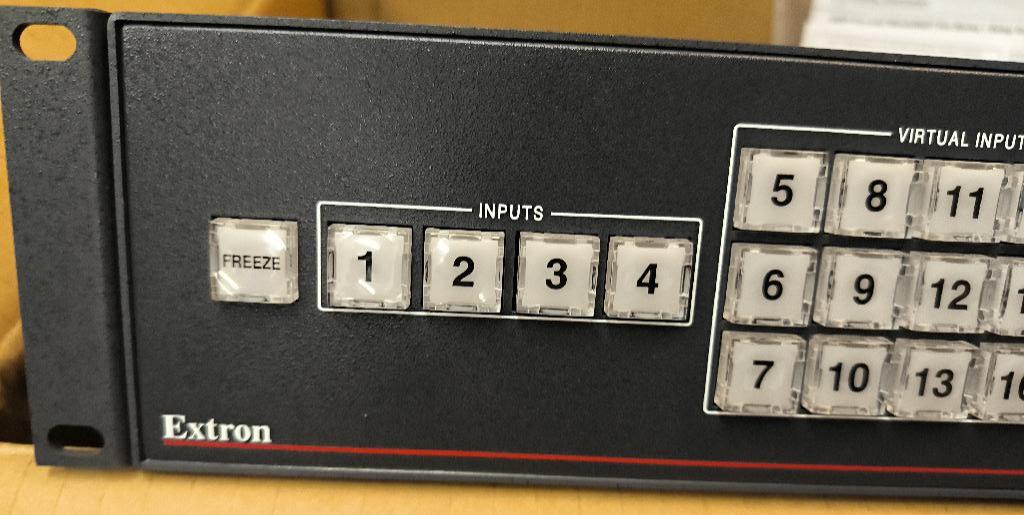 VIRTUAL INPUT
5 8 11
INPUTS
FREEZE 1 2 3 4
6 9 12
7 10 13
Extron